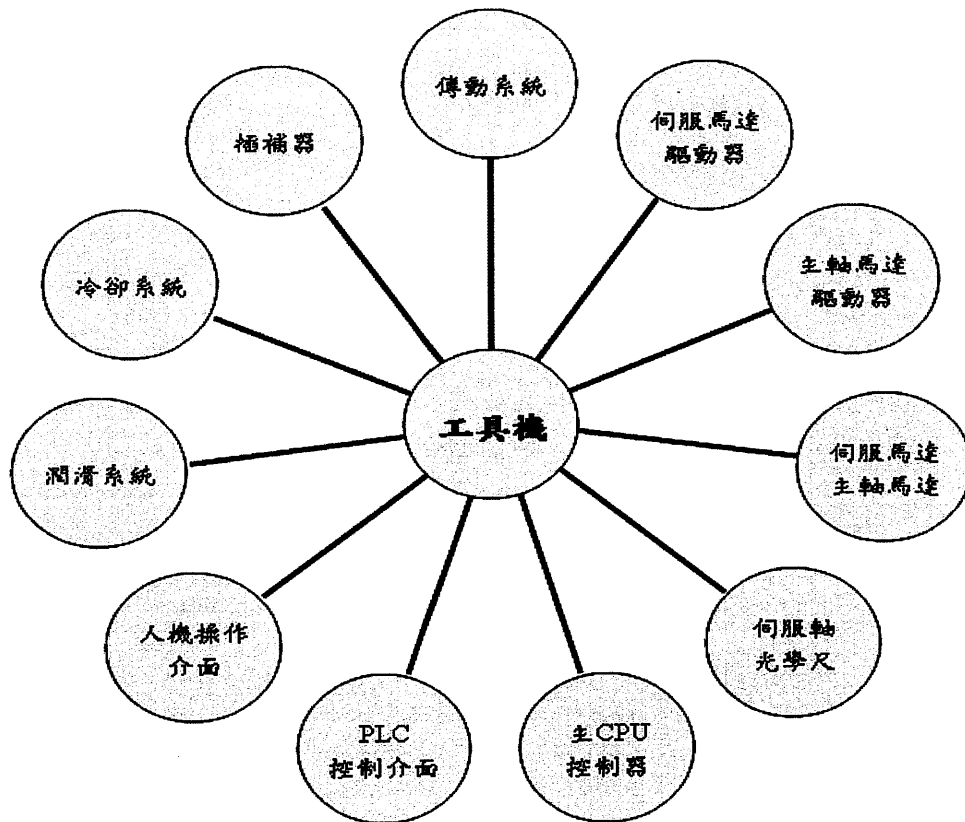 傳動系統
伺服馬達
驅動器
插補器
主軸馬達
驅動器
冷卻系統
工具機
伺服馬達
主軸馬達
潤滑系統
伺服軸
光學尺
人機操作
介面
PLC
控制介面
主CPU
控制器